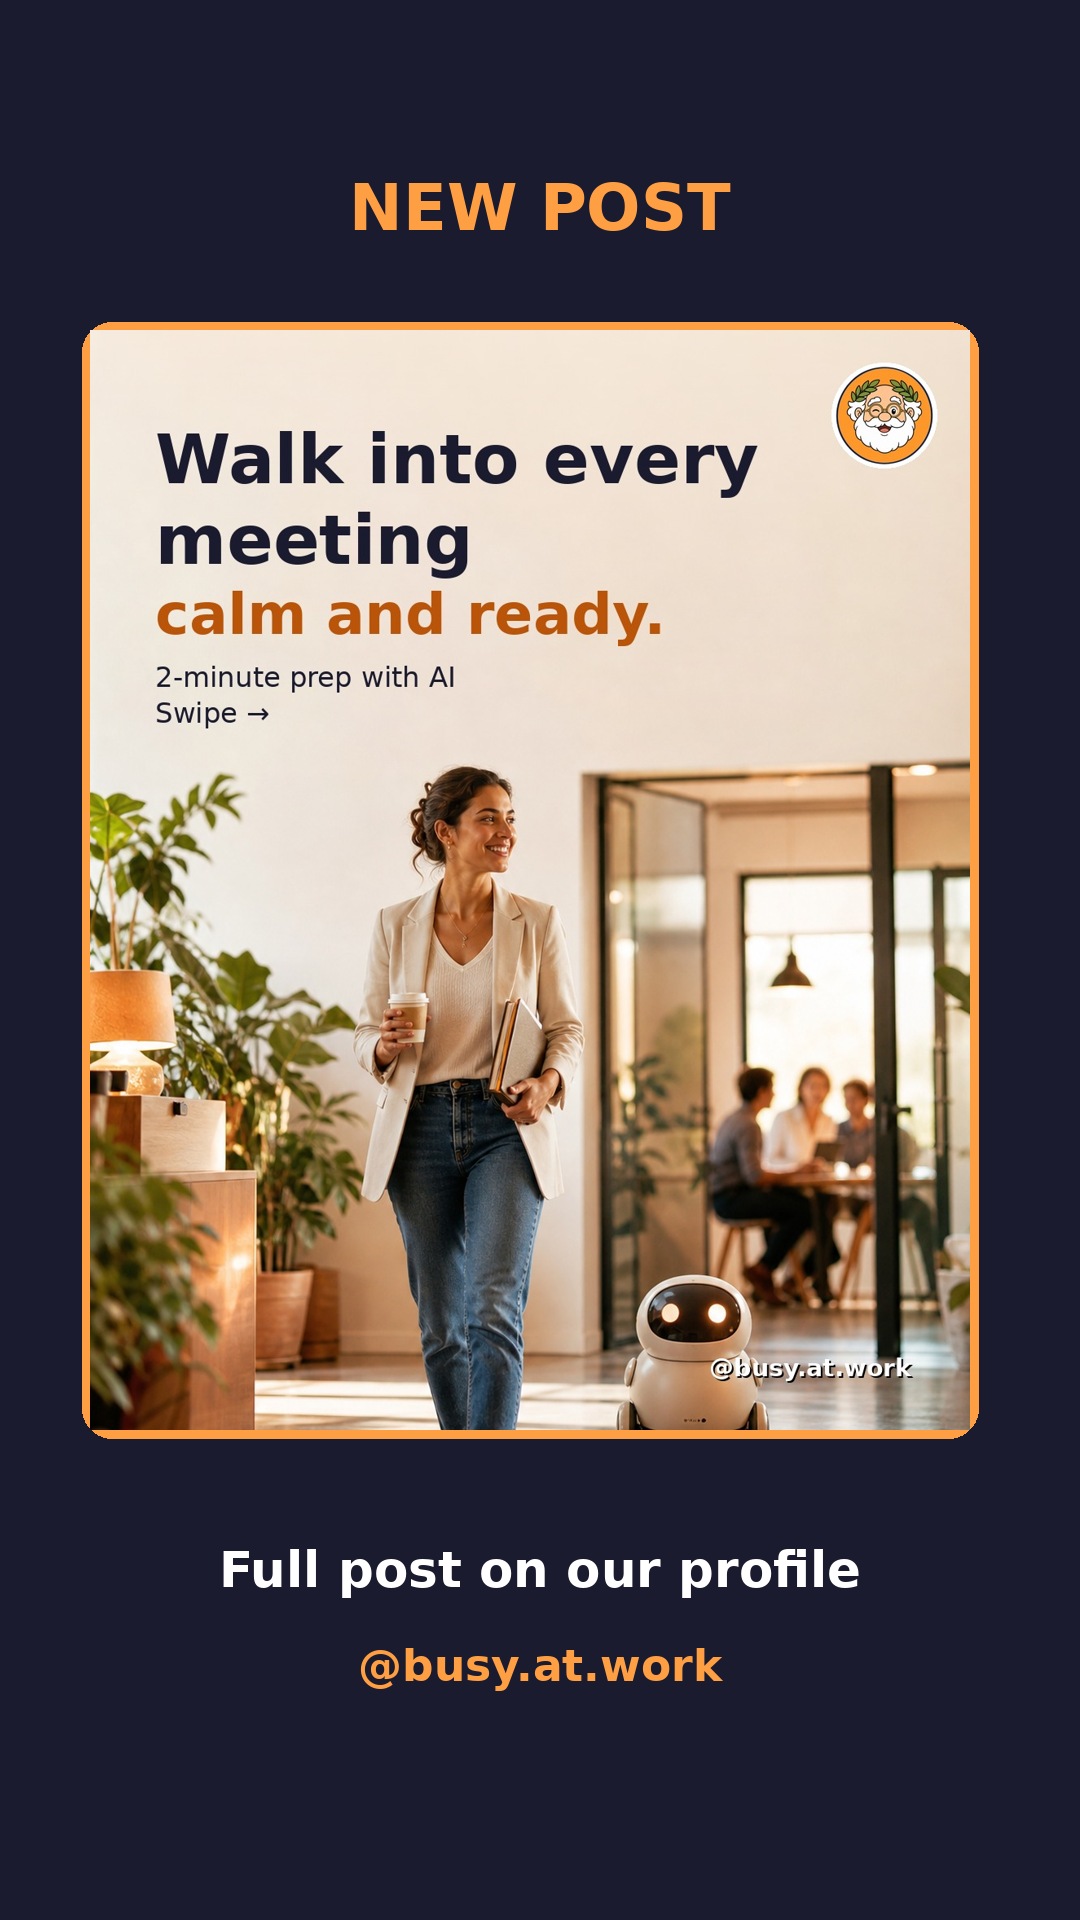 NEW POST
Walk into every
meeting
calm and ready.
2-minute prep with AI
Swipe →
@busy.at.work
Full post on our profile
@busy.at.work